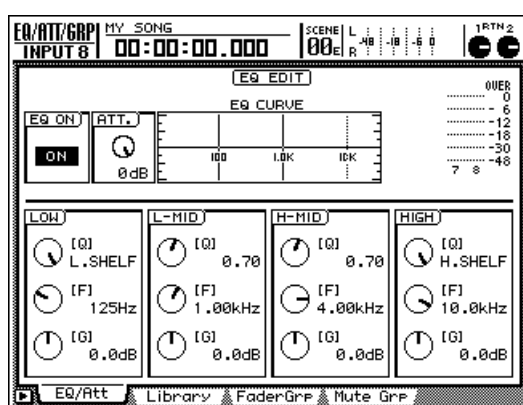 EQ/ATT/GRP MY SONG SCENE L -48 -18 -6 0 1RTN2
INPUT 8 00:00:00.000 00E R
EQ EDIT
EQ CURVE
EQ ON ATT.
ON 0dB
100 1.0K 10K
OVER
0
- 6
-12
-18
-30
-48
7 8
LOW L-MID H-MID HIGH
[Q] [Q] [Q] [Q]
L.SHELF 0.70 0.70 H.SHELF
[F] [F] [F] [F]
125Hz 1.00kHz 4.00kHz 10.0kHz
[G] [G] [G] [G]
0.0dB 0.0dB 0.0dB 0.0dB
EQ/Att Library FaderGrp Mute Grp